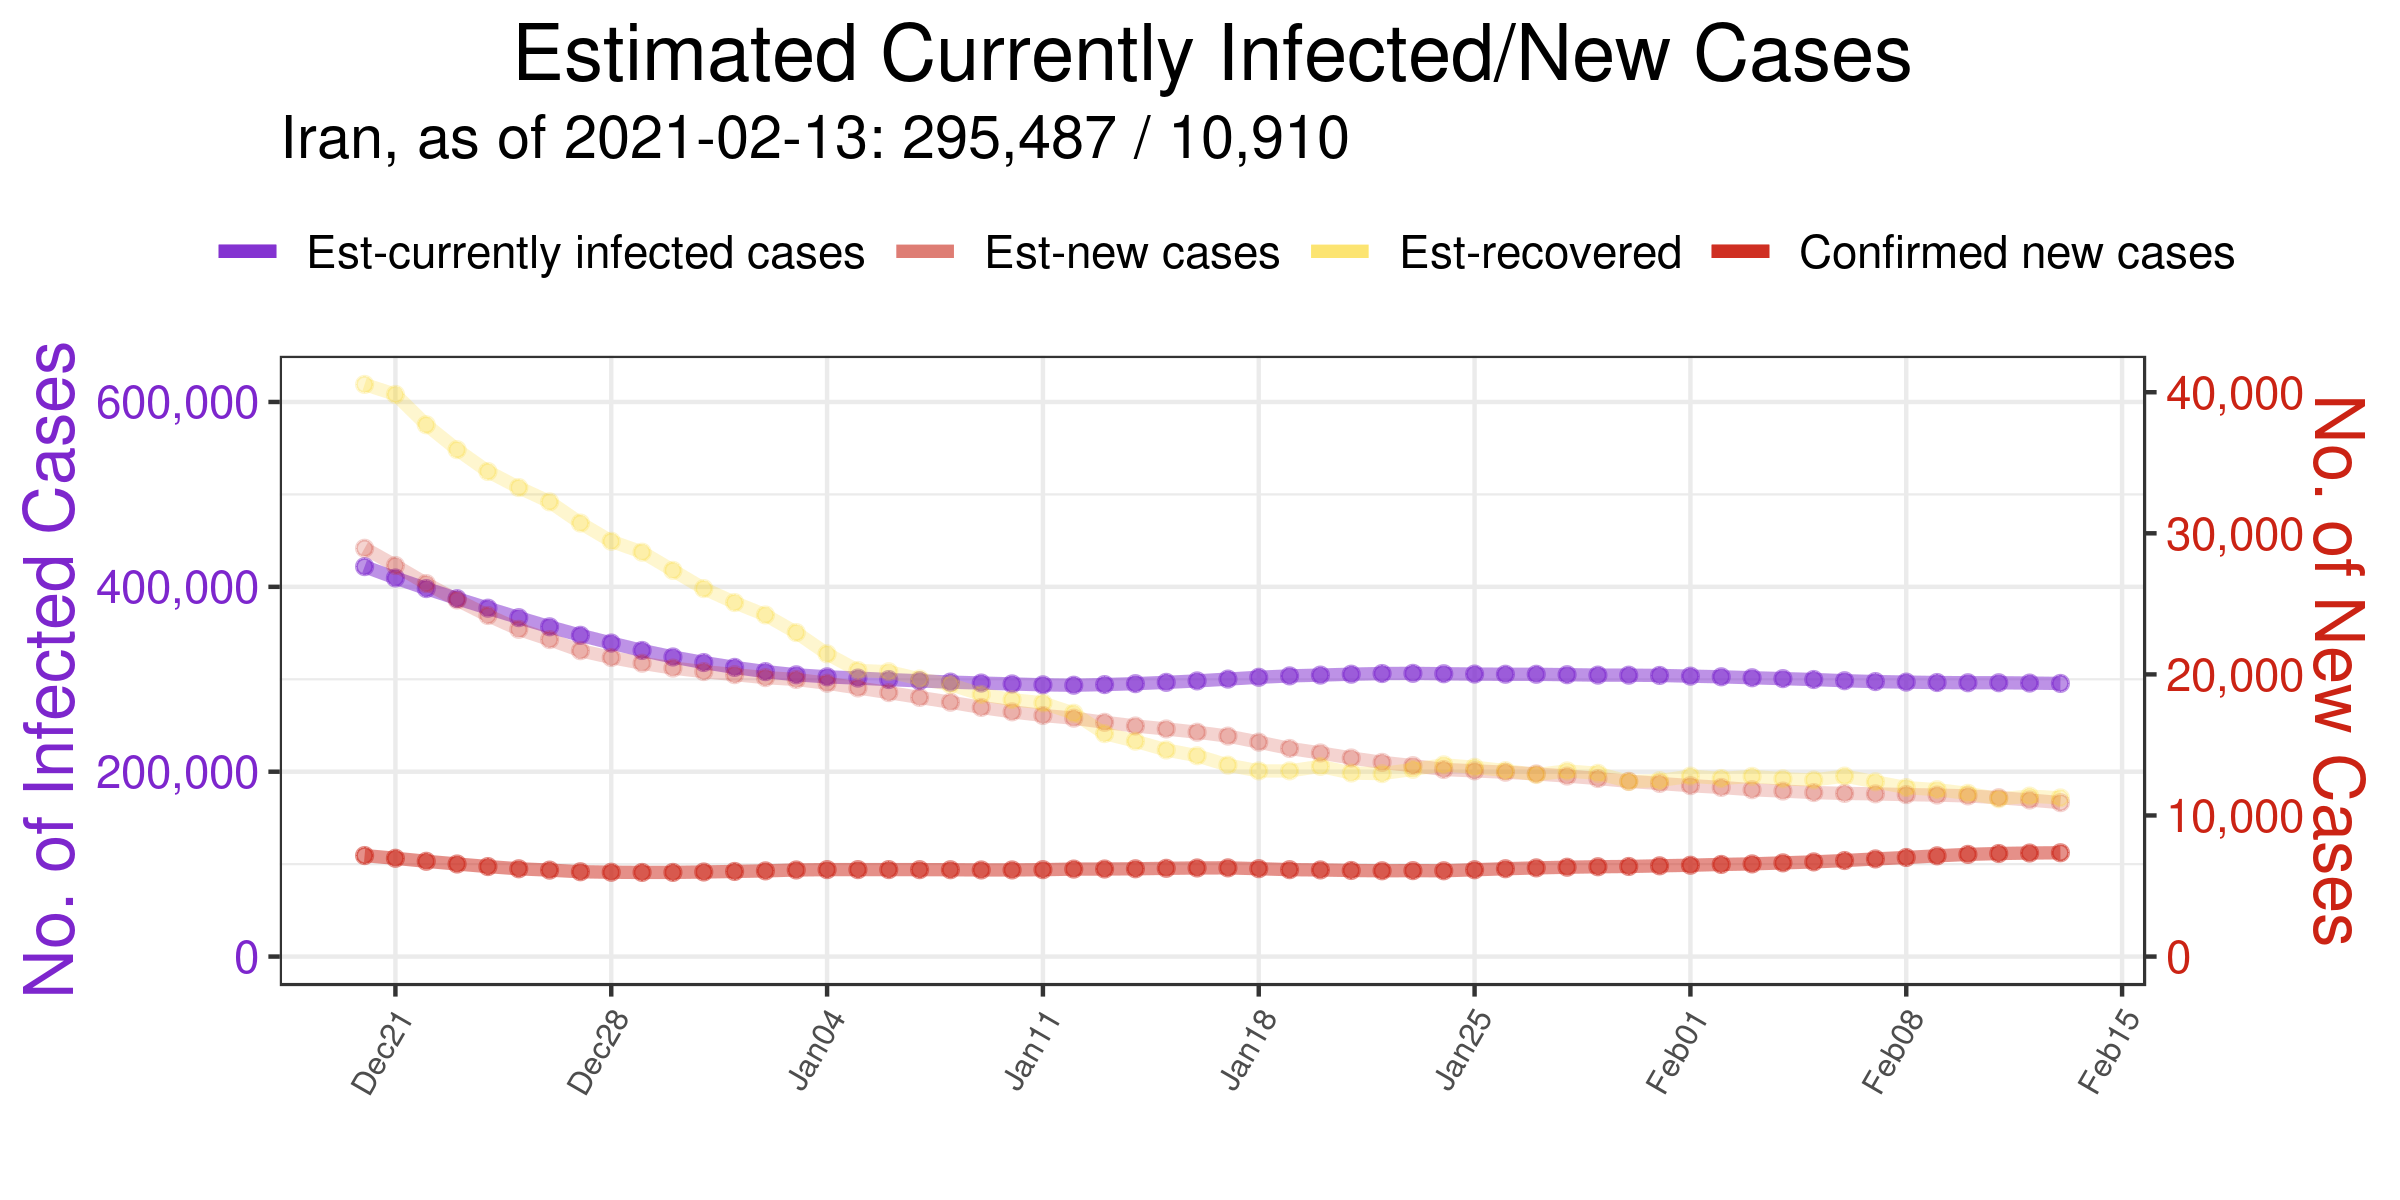 Estimated Currently Infected/New Cases
Iran, as of 2021-02-13: 295,487 / 10,910
Est-currently infected cases
Est-new cases
Est-recovered
Confirmed new cases
No. of Infected Cases
600,000
400,000
200,000
0
40,000
30,000
20,000
10,000
0
No. of New Cases
Dec21
Dec28
Jan04
Jan11
Jan18
Jan25
Feb01
Feb08
Feb15